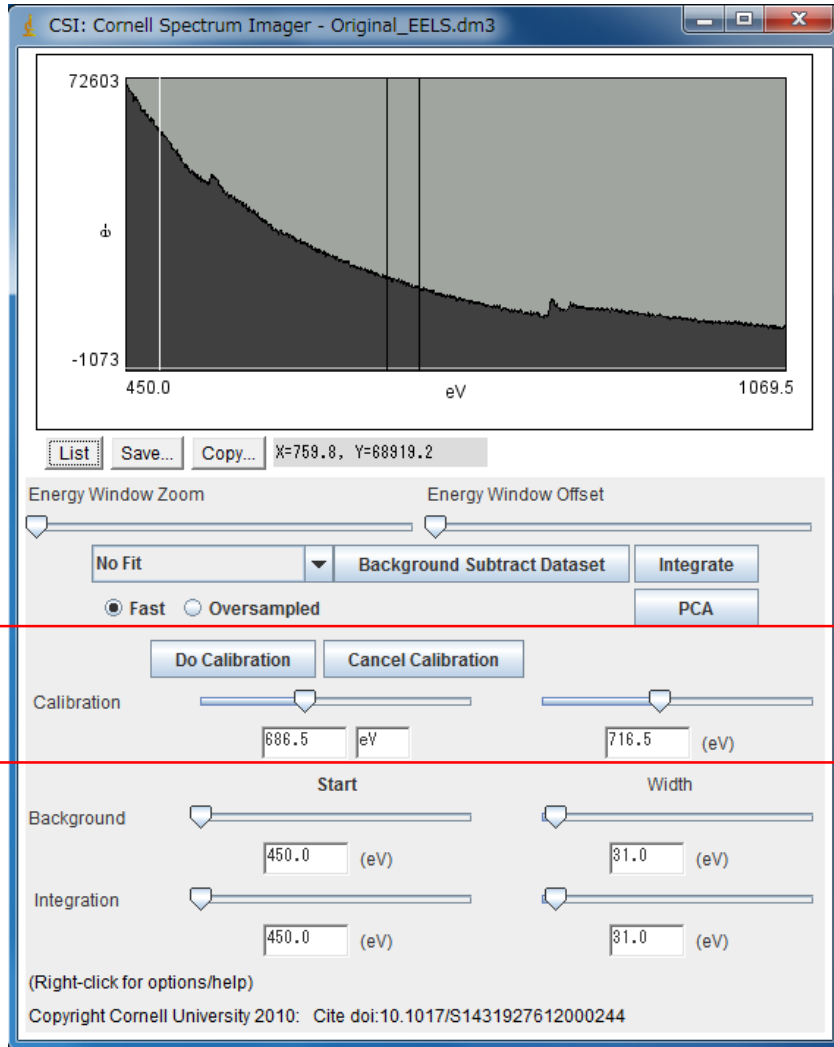 CSI: Cornell Spectrum Imager - Original_EELS.dm3
72603
-1073
450.0 eV 1069.5
List Save... Copy... X=759.8, Y=68919.2
Energy Window Zoom Energy Window Offset
No Fit Background Subtract Dataset Integrate
Fast Oversampled PCA
Do Calibration Cancel Calibration
Calibration
686.5 eV 716.5 (eV)
Start Width
Background
450.0 (eV) 31.0 (eV)
Integration
450.0 (eV) 31.0 (eV)
(Right-click for options/help)
Copyright Cornell University 2010: Cite doi:10.1017/S1431927612000244